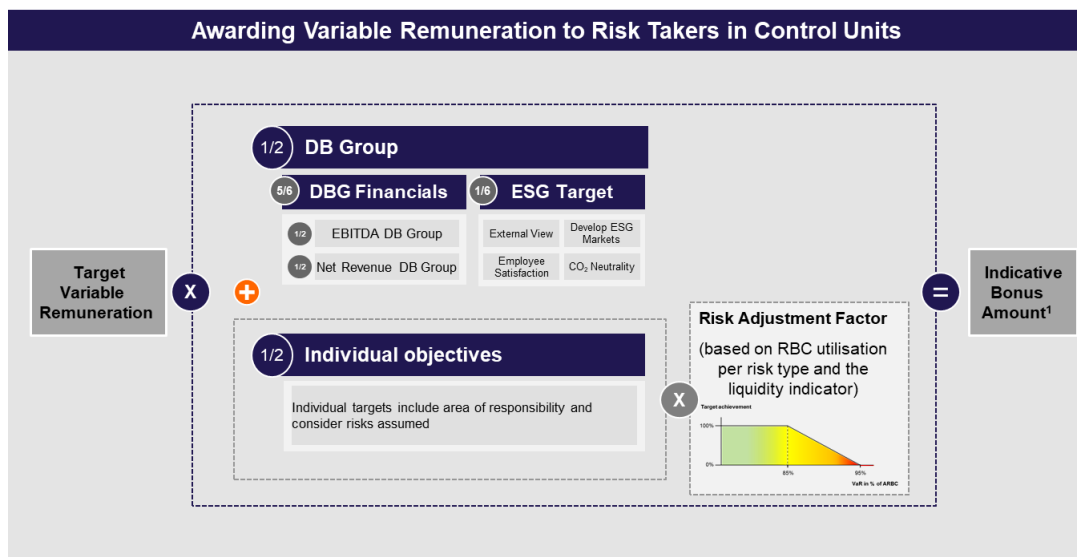 Awarding Variable Remuneration to Risk Takers in Control Units
Target
Variable
Remuneration
X
1/2 DB Group
5/6 DBG Financials
1/2 EBITDA DB Group
1/2 Net Revenue DB Group
1/6 ESG Target
External View
Develop ESG
Markets
Employee
Satisfaction
CO₂ Neutrality
+
1/2 Individual objectives
Individual targets include area of responsibility and
consider risks assumed
X
Risk Adjustment Factor
(based on RBC utilisation
per risk type and the
liquidity indicator)
Target achievement
100%
0%
85%
95%
VaR in % of ARBC
=
Indicative
Bonus
Amount¹